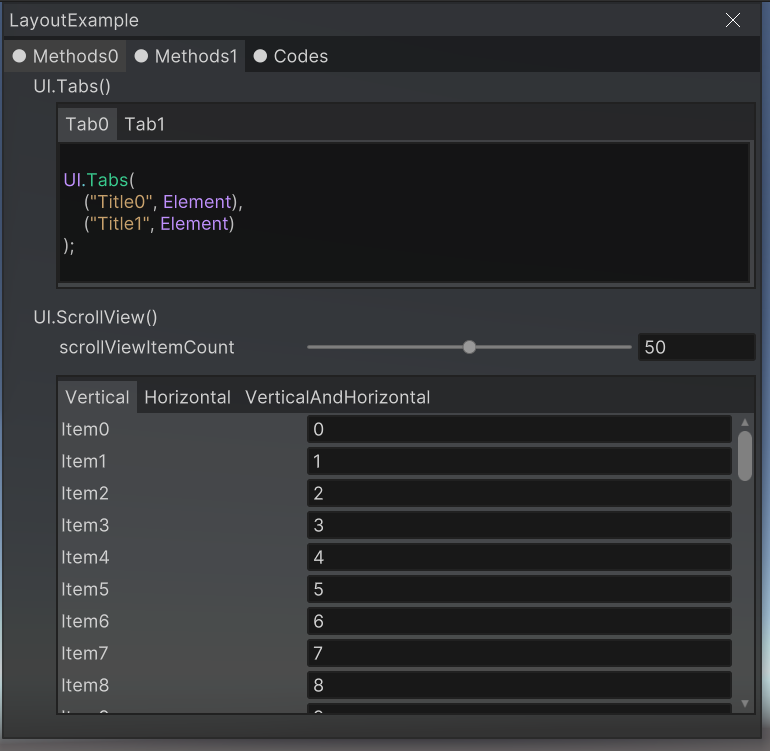 LayoutExample
Methods0 Methods1 Codes
UI.Tabs()
Tab0 Tab1
UI.Tabs(
("Title0", Element),
("Title1", Element)
);
UI.ScrollView()
scrollViewItemCount 50
Vertical Horizontal VerticalAndHorizontal
Item0 0
Item1 1
Item2 2
Item3 3
Item4 4
Item5 5
Item6 6
Item7 7
Item8 8